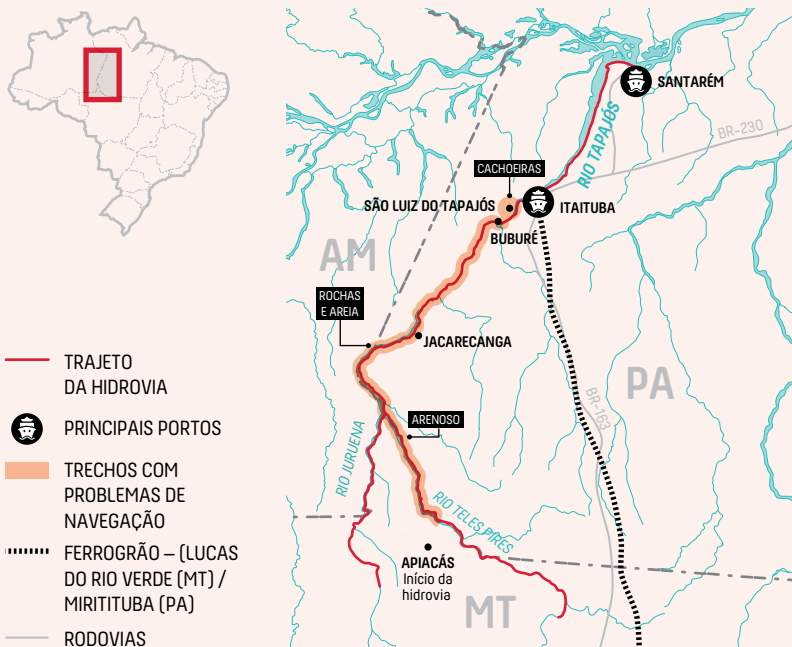 SANTARÉM
RIO TAPAJÓS
BR-230
CACHOEIRAS
SÃO LUIZ DO TAPAJÓS
ITAITUBA
BUBURÉ
AM
ROCHAS
E AREIA
JACARECANGA
PA
BR-163
ARENOSO
RIO JURUENA
RIO TELES PIRES
APIACÁS
Início da
hidrovia
MT
TRAJETO
DA HIDROVIA
PRINCIPAIS PORTOS
TRECHOS COM
PROBLEMAS DE
NAVEGAÇÃO
FERROGRÃO – (LUCAS
DO RIO VERDE (MT) /
MIRITITUBA (PA)
RODOVIAS